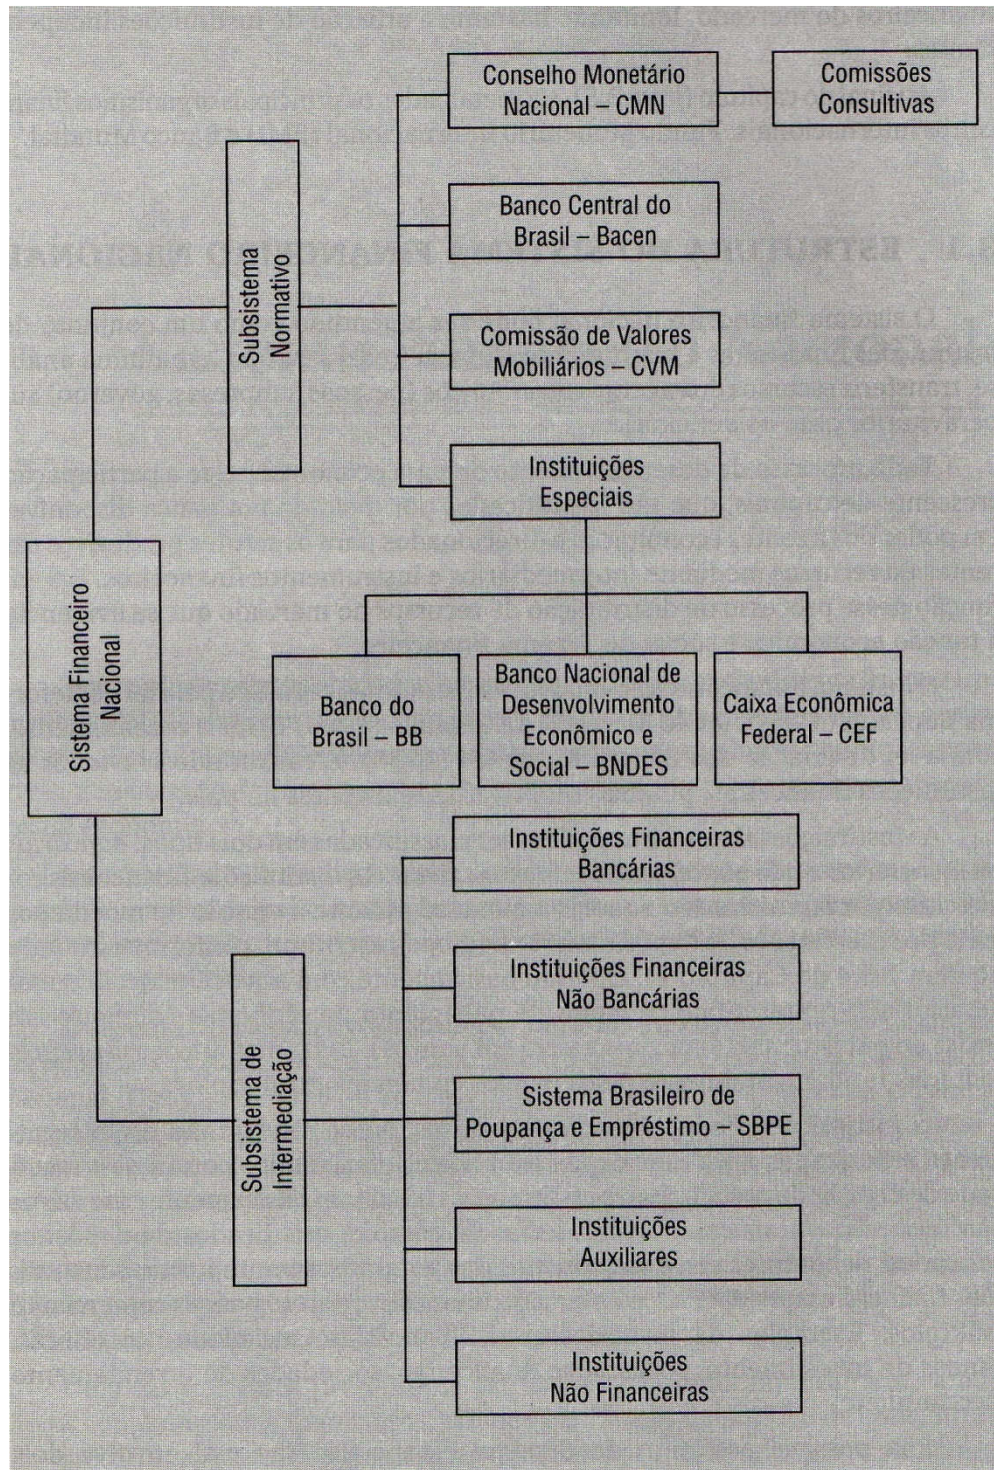 Conselho Monetário
Nacional – CMN
Comissões
Consultivas
Subsistema
Normativo
Banco Central do
Brasil – Bacen
Comissão de Valores
Mobiliários – CVM
Instituições
Especiais
Sistema Financeiro
Nacional
Banco do
Brasil – BB
Banco Nacional de
Desenvolvimento
Econômico e
Social – BNDES
Caixa Econômica
Federal – CEF
Instituições Financeiras
Bancárias
Instituições Financeiras
Não Bancárias
Subsistema de
Intermediação
Sistema Brasileiro de
Poupança e Empréstimo – SBPE
Instituições
Auxiliares
Instituições
Não Financeiras